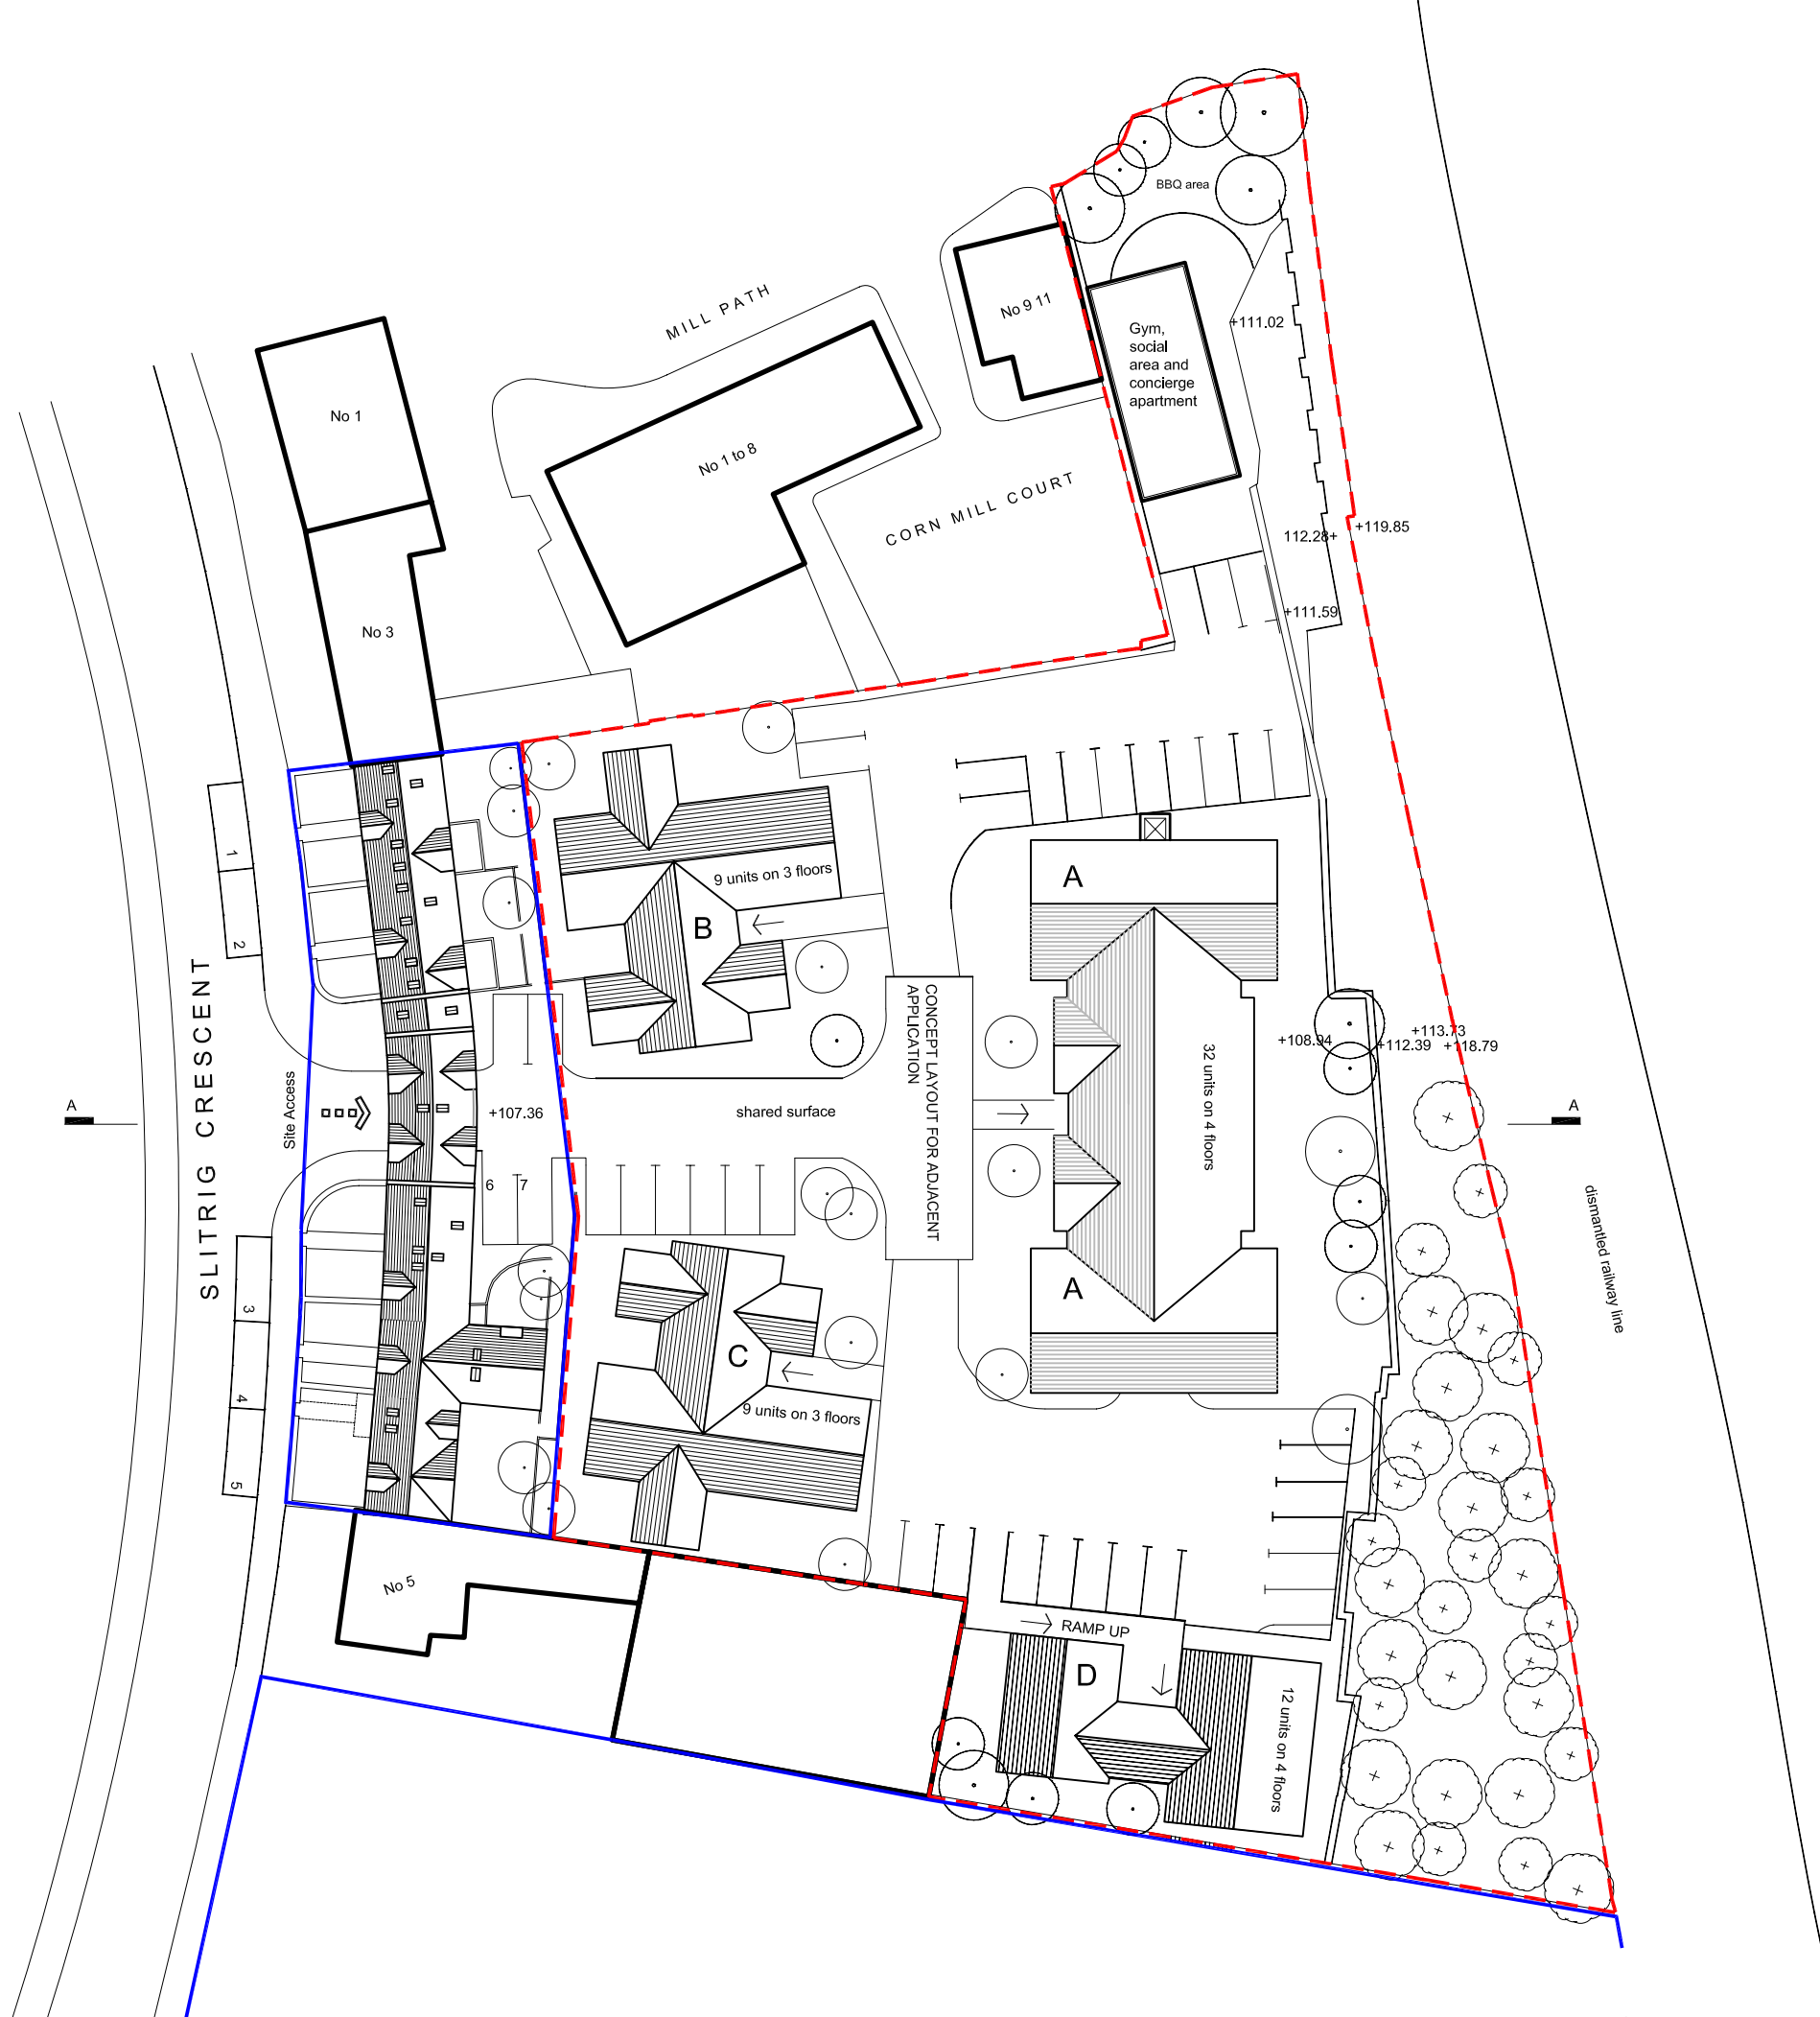 BBQ area
MILL PATH
No 9 11
+111.02
Gym,
social
area and
concierge
apartment
No 1
No 1 to 8
CORN MILL COURT
112.28+
+119.85
No 3
+111.59
1
2
9 units on 3 floors
A
B
SLITRIG CRESCENT
CONCEPT LAYOUT FOR ADJACENT
APPLICATION
32 units on 4 floors
+108.94
+113.73
+112.39
+118.79
A
Site Access
+107.36
shared surface
A
6
7
dismantled railway line
3
4
5
C
9 units on 3 floors
A
No 5
RAMP UP
D
12 units on 4 floors